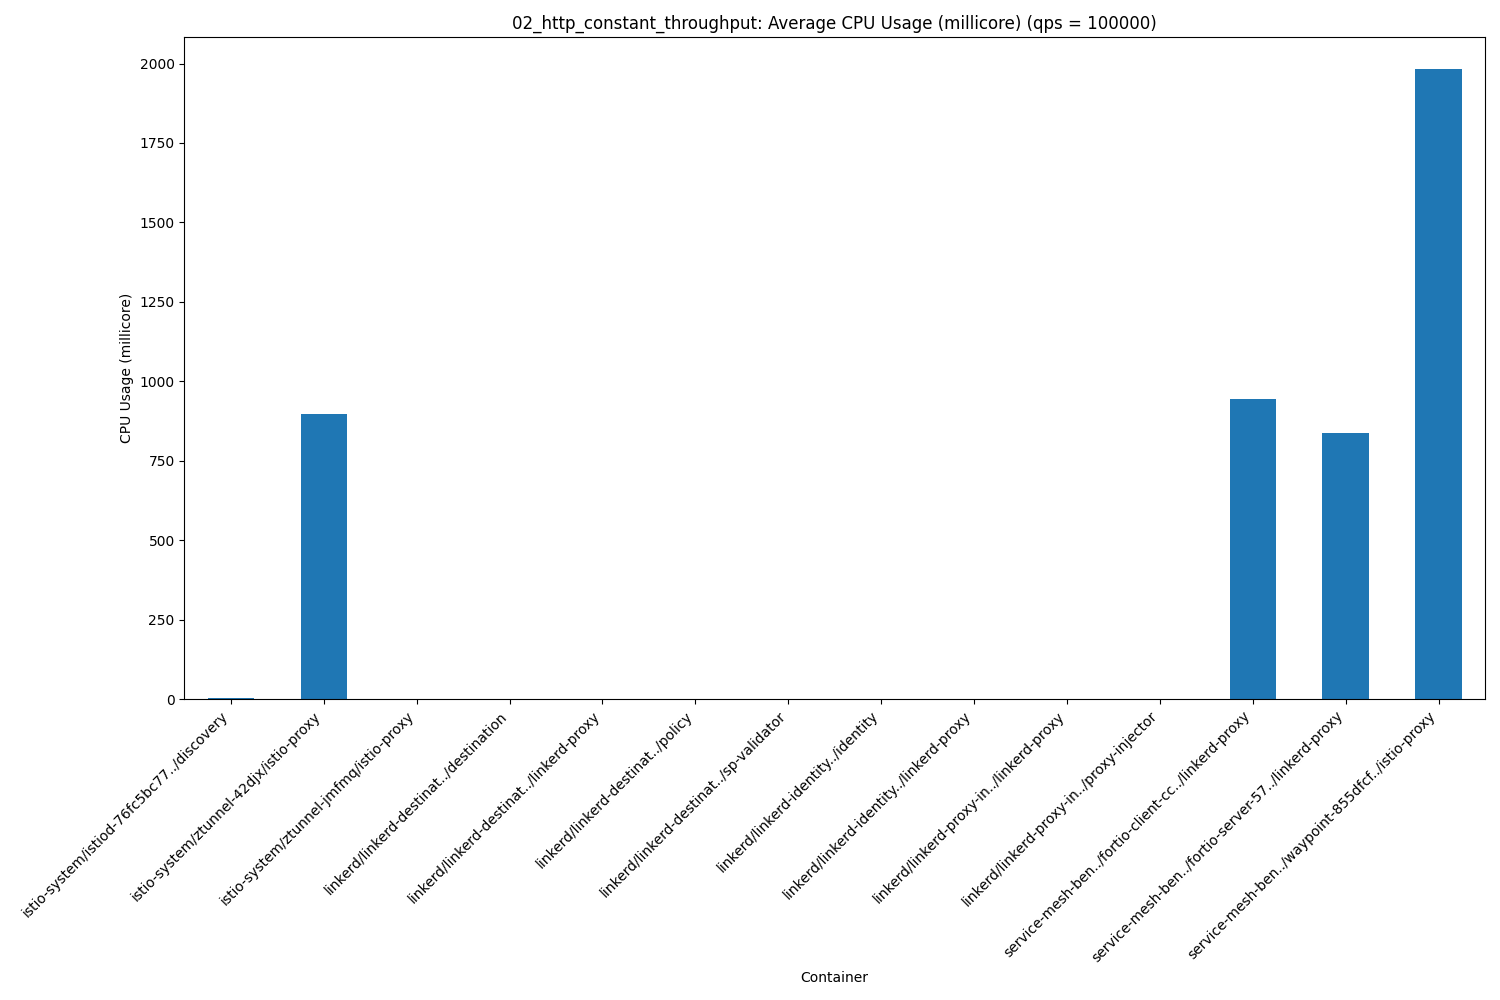 02_http_constant_throughput: Average CPU Usage (millicore) (qps = 100000)
CPU Usage (millicore)
2000
1750
1500
1250
1000
750
500
250
0
istio-system/istiod-76fc5bc77../discovery
istio-system/ztunnel-42djx/istio-proxy
istio-system/ztunnel-jmfmq/istio-proxy
linkerd/linkerd-destinat../destination
linkerd/linkerd-destinat../linkerd-proxy
linkerd/linkerd-destinat../policy
linkerd/linkerd-destinat../sp-validator
linkerd/linkerd-identity../identity
linkerd/linkerd-identity../linkerd-proxy
linkerd/linkerd-proxy-in../linkerd-proxy
linkerd/linkerd-proxy-in../proxy-injector
service-mesh-ben../fortio-client-cc../linkerd-proxy
service-mesh-ben../fortio-server-57../linkerd-proxy
service-mesh-ben../waypoint-855dfcf../istio-proxy
Container